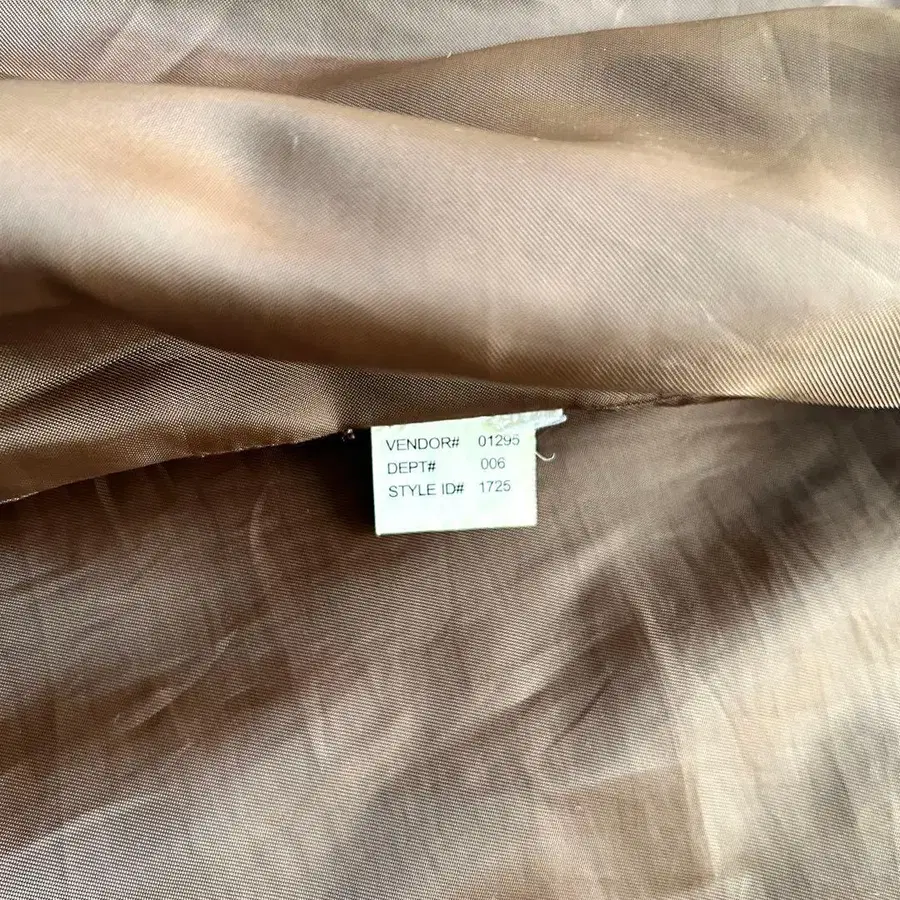 VENDOR# 01295
DEPT# 006
STYLE ID# 1725